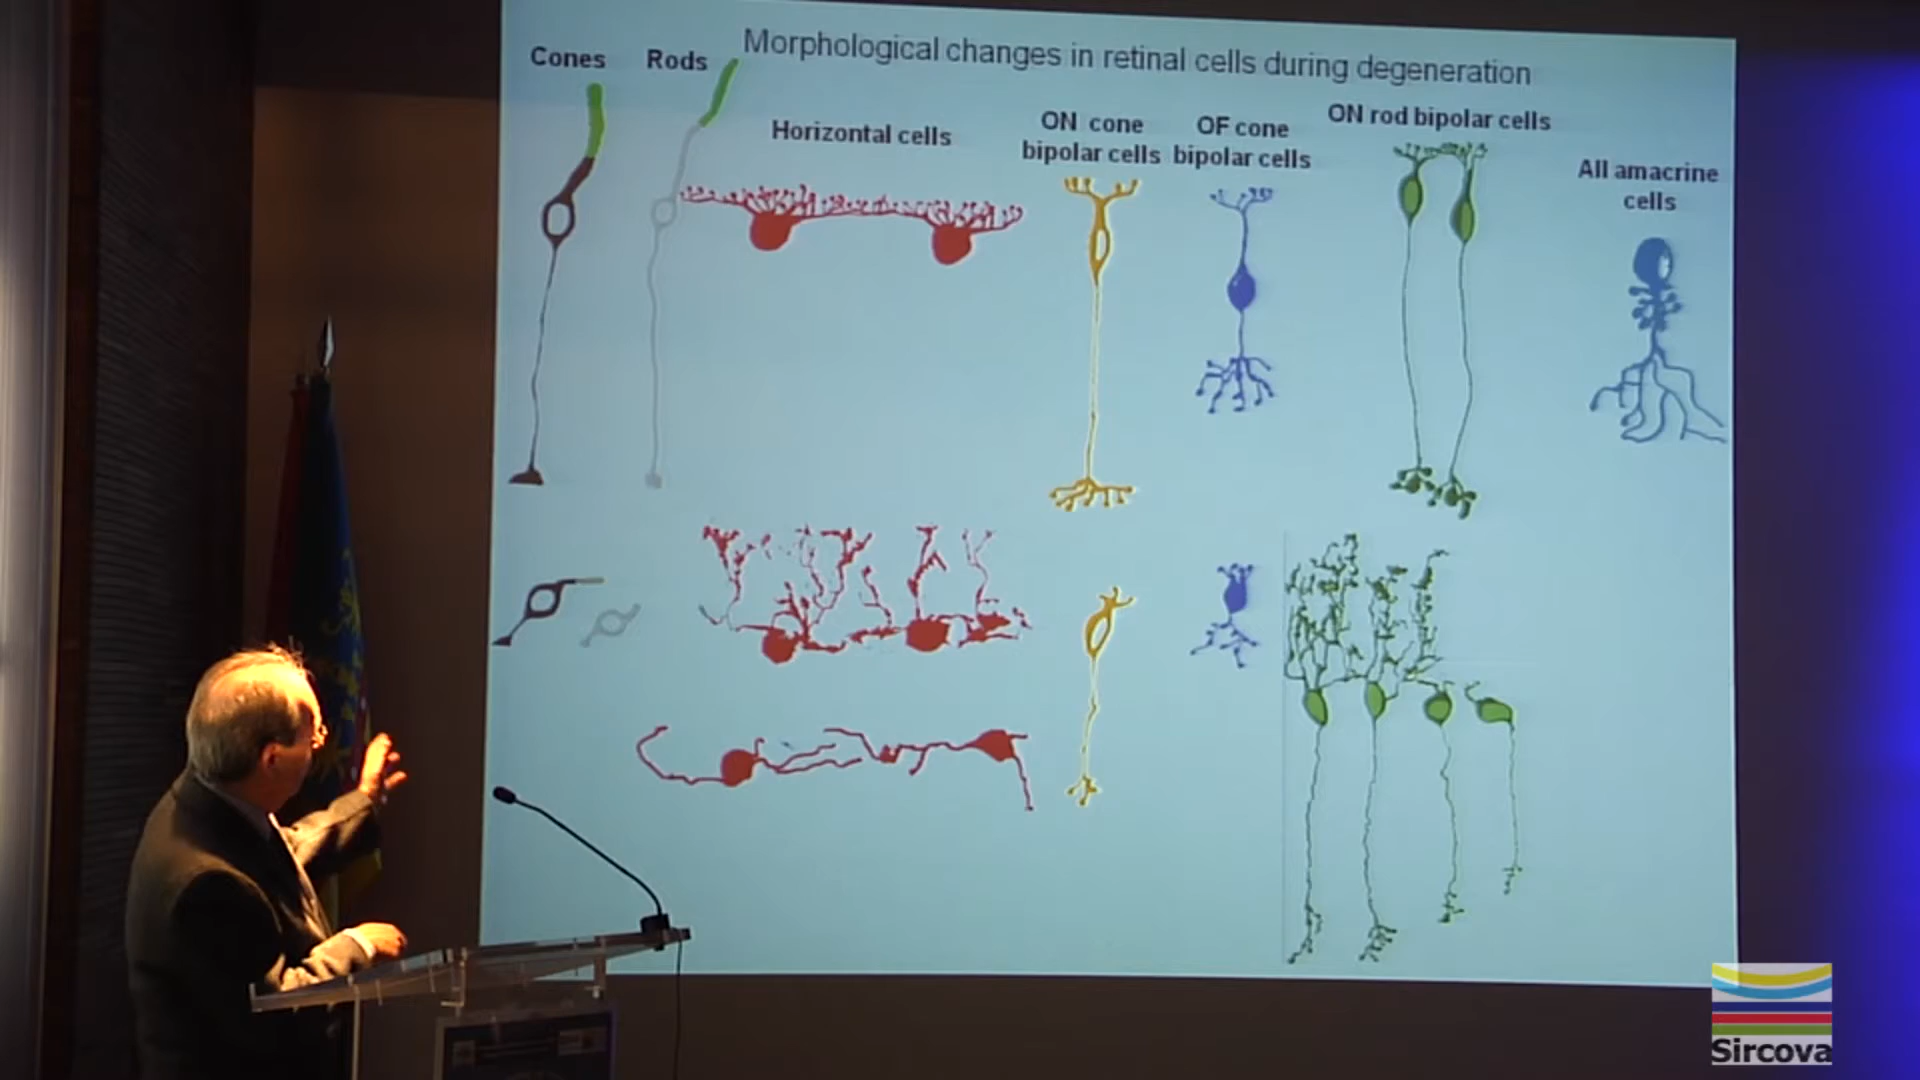 Morphological changes in retinal cells during degeneration
Cones
Rods
Horizontal cells
ON cone
bipolar cells
OF cone
bipolar cells
ON rod bipolar cells
All amacrine
cells
Sircova